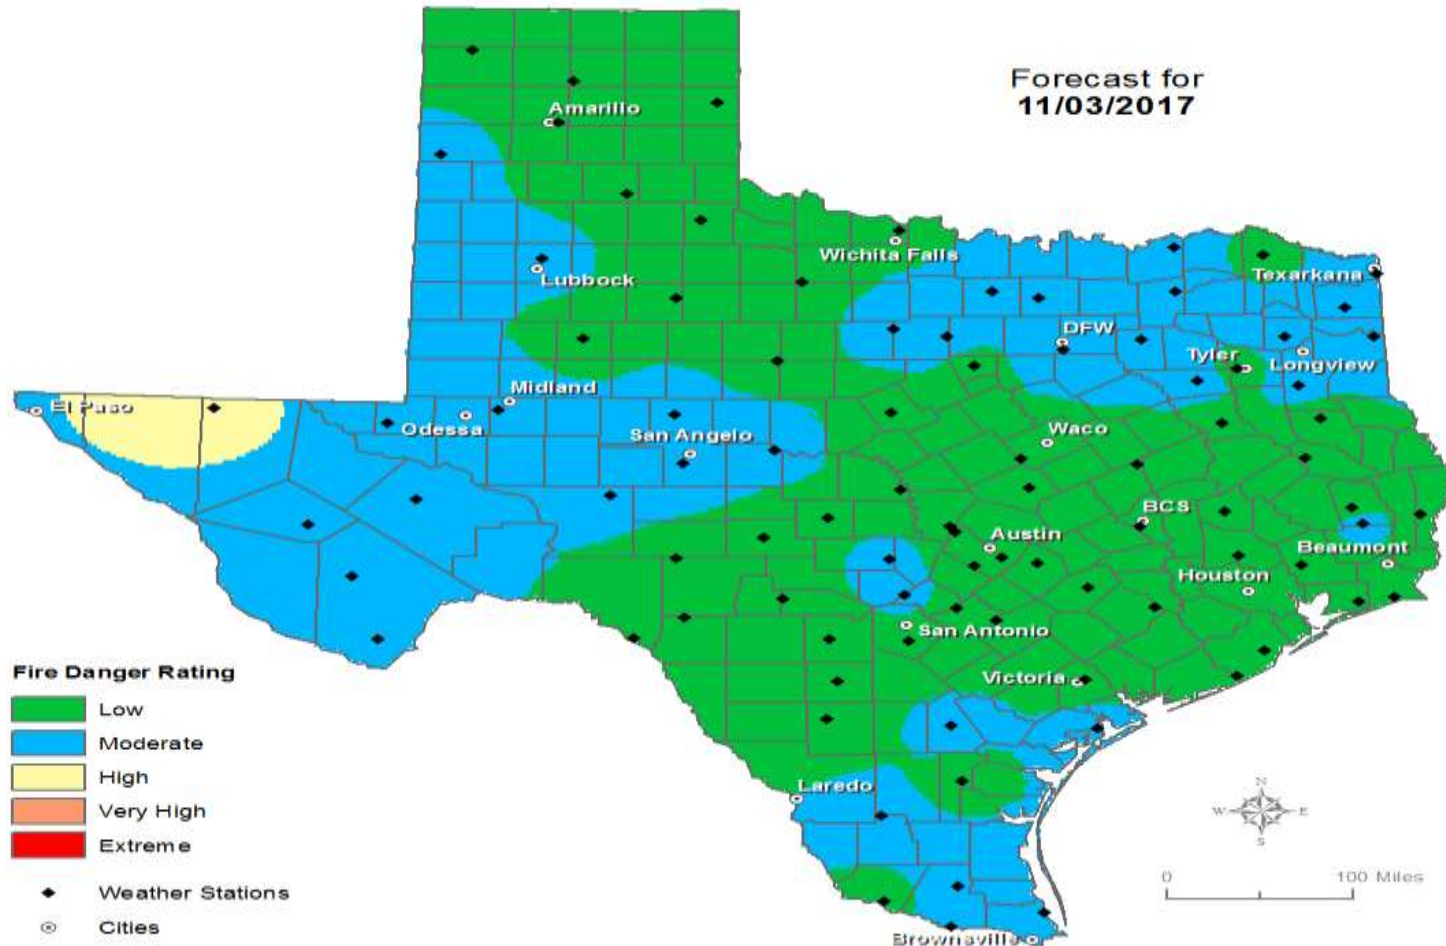 Forecast for
11/03/2017
Amarillo
Wichita Falls
Lubbock
Texarkana
DFW
Tyler
Longview
Midland
El Paso
Odessa
San Angelo
Waco
BCS
Austin
Beaumont
Houston
San Antonio
Victoria
Laredo
Brownsville
Fire Danger Rating
Low
Moderate
High
Very High
Extreme
Weather Stations
Cities
N
W E
S
0 100 Miles